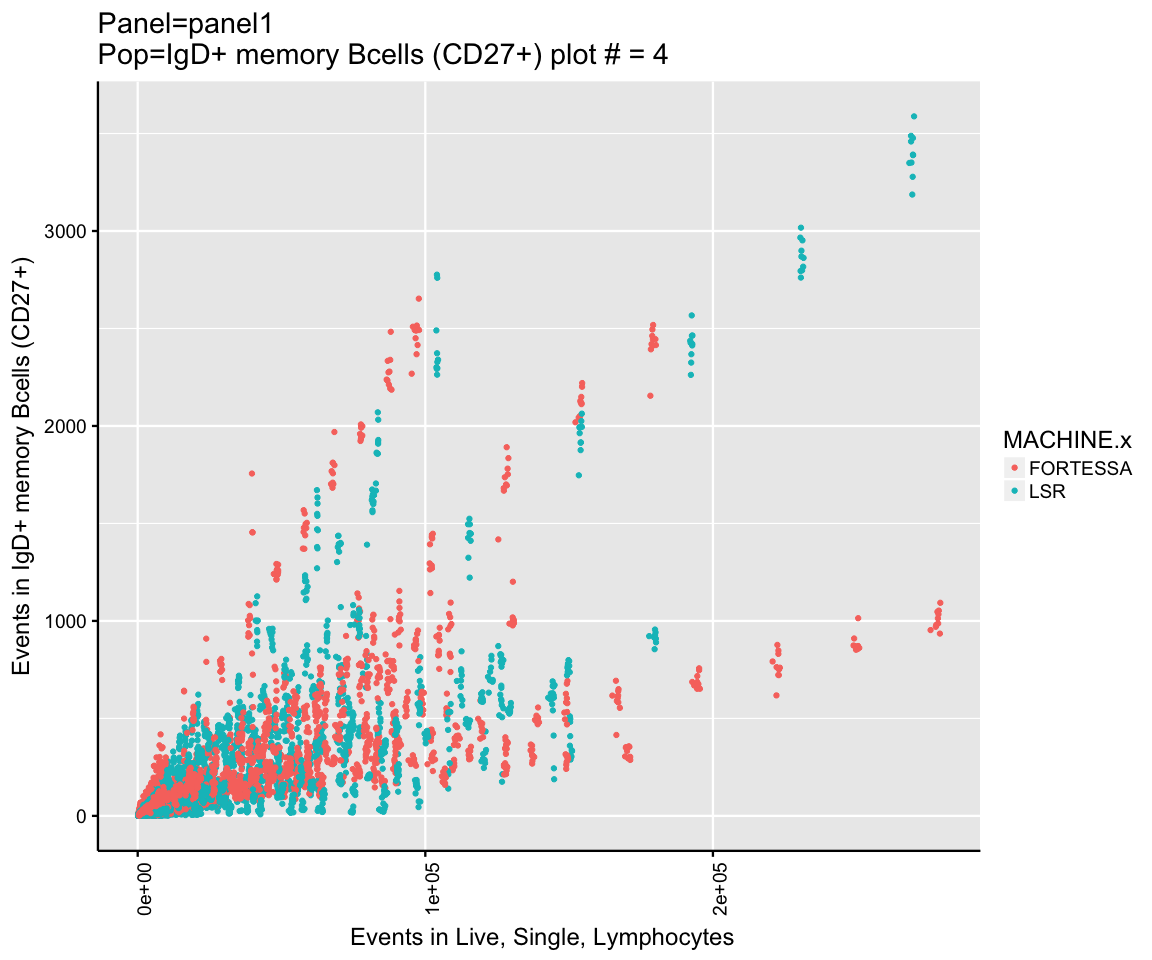 Panel=panel1
Pop=IgD+ memory Bcells (CD27+) plot # = 4
Events in IgD+ memory Bcells (CD27+)
3000
2000
1000
0
0e+00
1e+05
2e+05
Events in Live, Single, Lymphocytes
MACHINE.x
FORTESSA
LSR